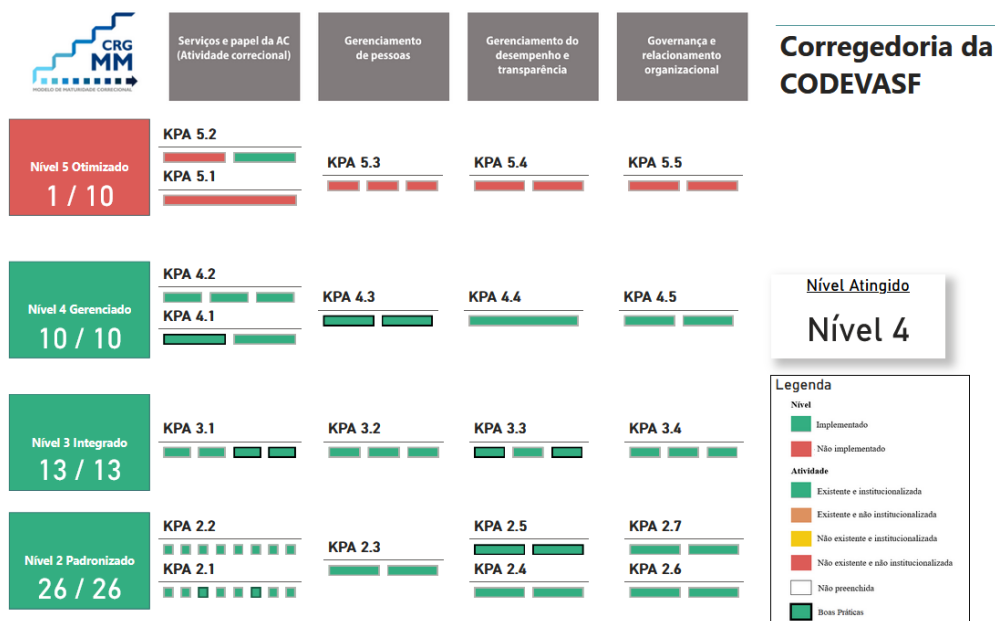 CRG
MM
MODELO DE MATURIDADE CORRECIONAL
Serviços e papel da AC
(Atividade correcional)
Gerenciamento
de pessoas
Gerenciamento do
desempenho e
transparência
Governança e
relacionamento
organizacional
Corregedoria da
CODEVASF
Nível 5 Otimizado
1 / 10
KPA 5.2
KPA 5.1
KPA 5.3
KPA 5.4
KPA 5.5
Nível 4 Gerenciado
10 / 10
KPA 4.2
KPA 4.1
KPA 4.3
KPA 4.4
KPA 4.5
Nível Atingido
Nível 4
Nível 3 Integrado
13 / 13
KPA 3.1
KPA 3.2
KPA 3.3
KPA 3.4
Nível 2 Padronizado
26 / 26
KPA 2.2
KPA 2.1
KPA 2.3
KPA 2.5
KPA 2.4
KPA 2.7
KPA 2.6
Legenda
Nível
Implementado
Não implementado
Atividade
Existente e institucionalizada
Existente e não institucionalizada
Não existente e institucionalizada
Não existente e não institucionalizada
Não preenchida
Boas Práticas